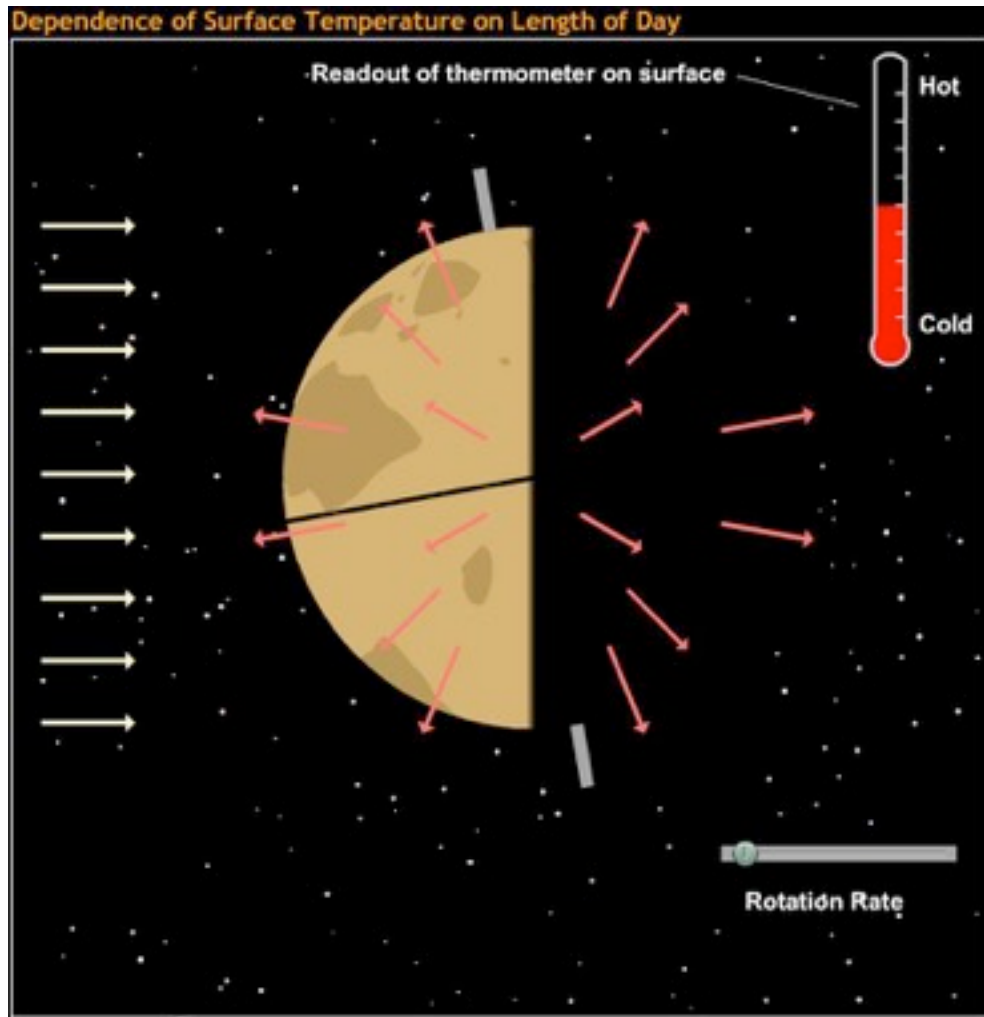 Dependence of Surface Temperature on Length of Day
Readout of thermometer on surface
Hot
Cold
Rotation Rate